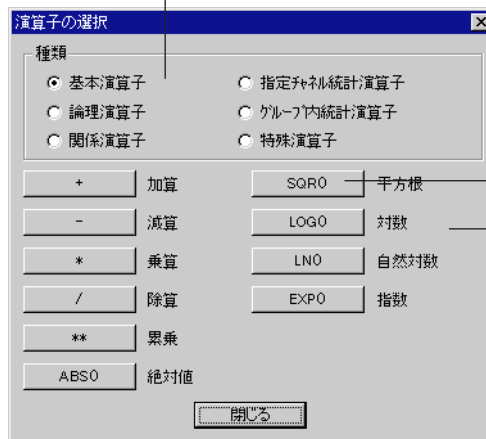 演算子の選択
種類
基本演算子 指定チャネル統計演算子
論理演算子 グループ内統計演算子
関係演算子 特殊演算子
+ 加算 SQR() 平方根
- 減算 LOG() 対数
* 乗算 LN() 自然対数
/ 除算 EXP() 指数
** 累乗
ABS() 絶対値
閉じる